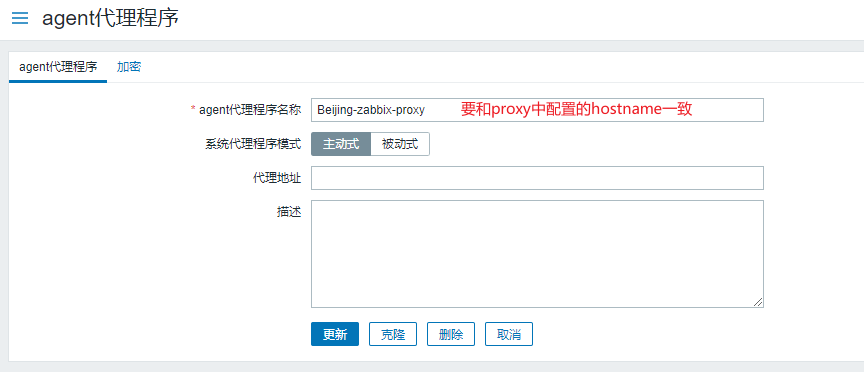 agent代理程序
agent代理程序 加密
* agent代理程序名称 Beijing-zabbix-proxy 要和proxy中配置的hostname一致
系统代理程序模式 主动式 被动式
代理地址
描述
更新 克隆 删除 取消